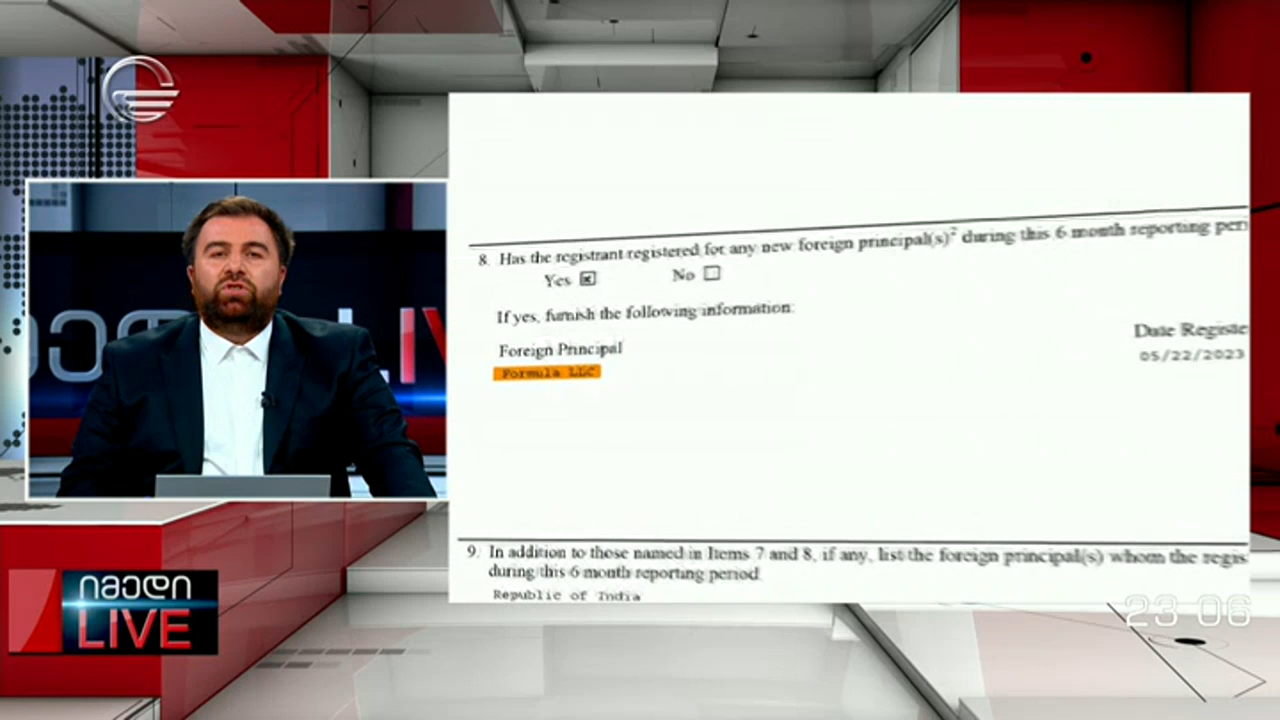 8. Has the registrant registered for any new foreign principal(s)2 during this 6 month reporting peri
Yes ☒ No ☐
If yes, furnish the following information:
Foreign Principal
Date Registe
Formula LLC
05/22/2023
9. In addition to those named in Items 7 and 8, if any, list the foreign principal(s) whom the regis
during this 6 month reporting period
Republic of India
იმედი
LIVE
23 06